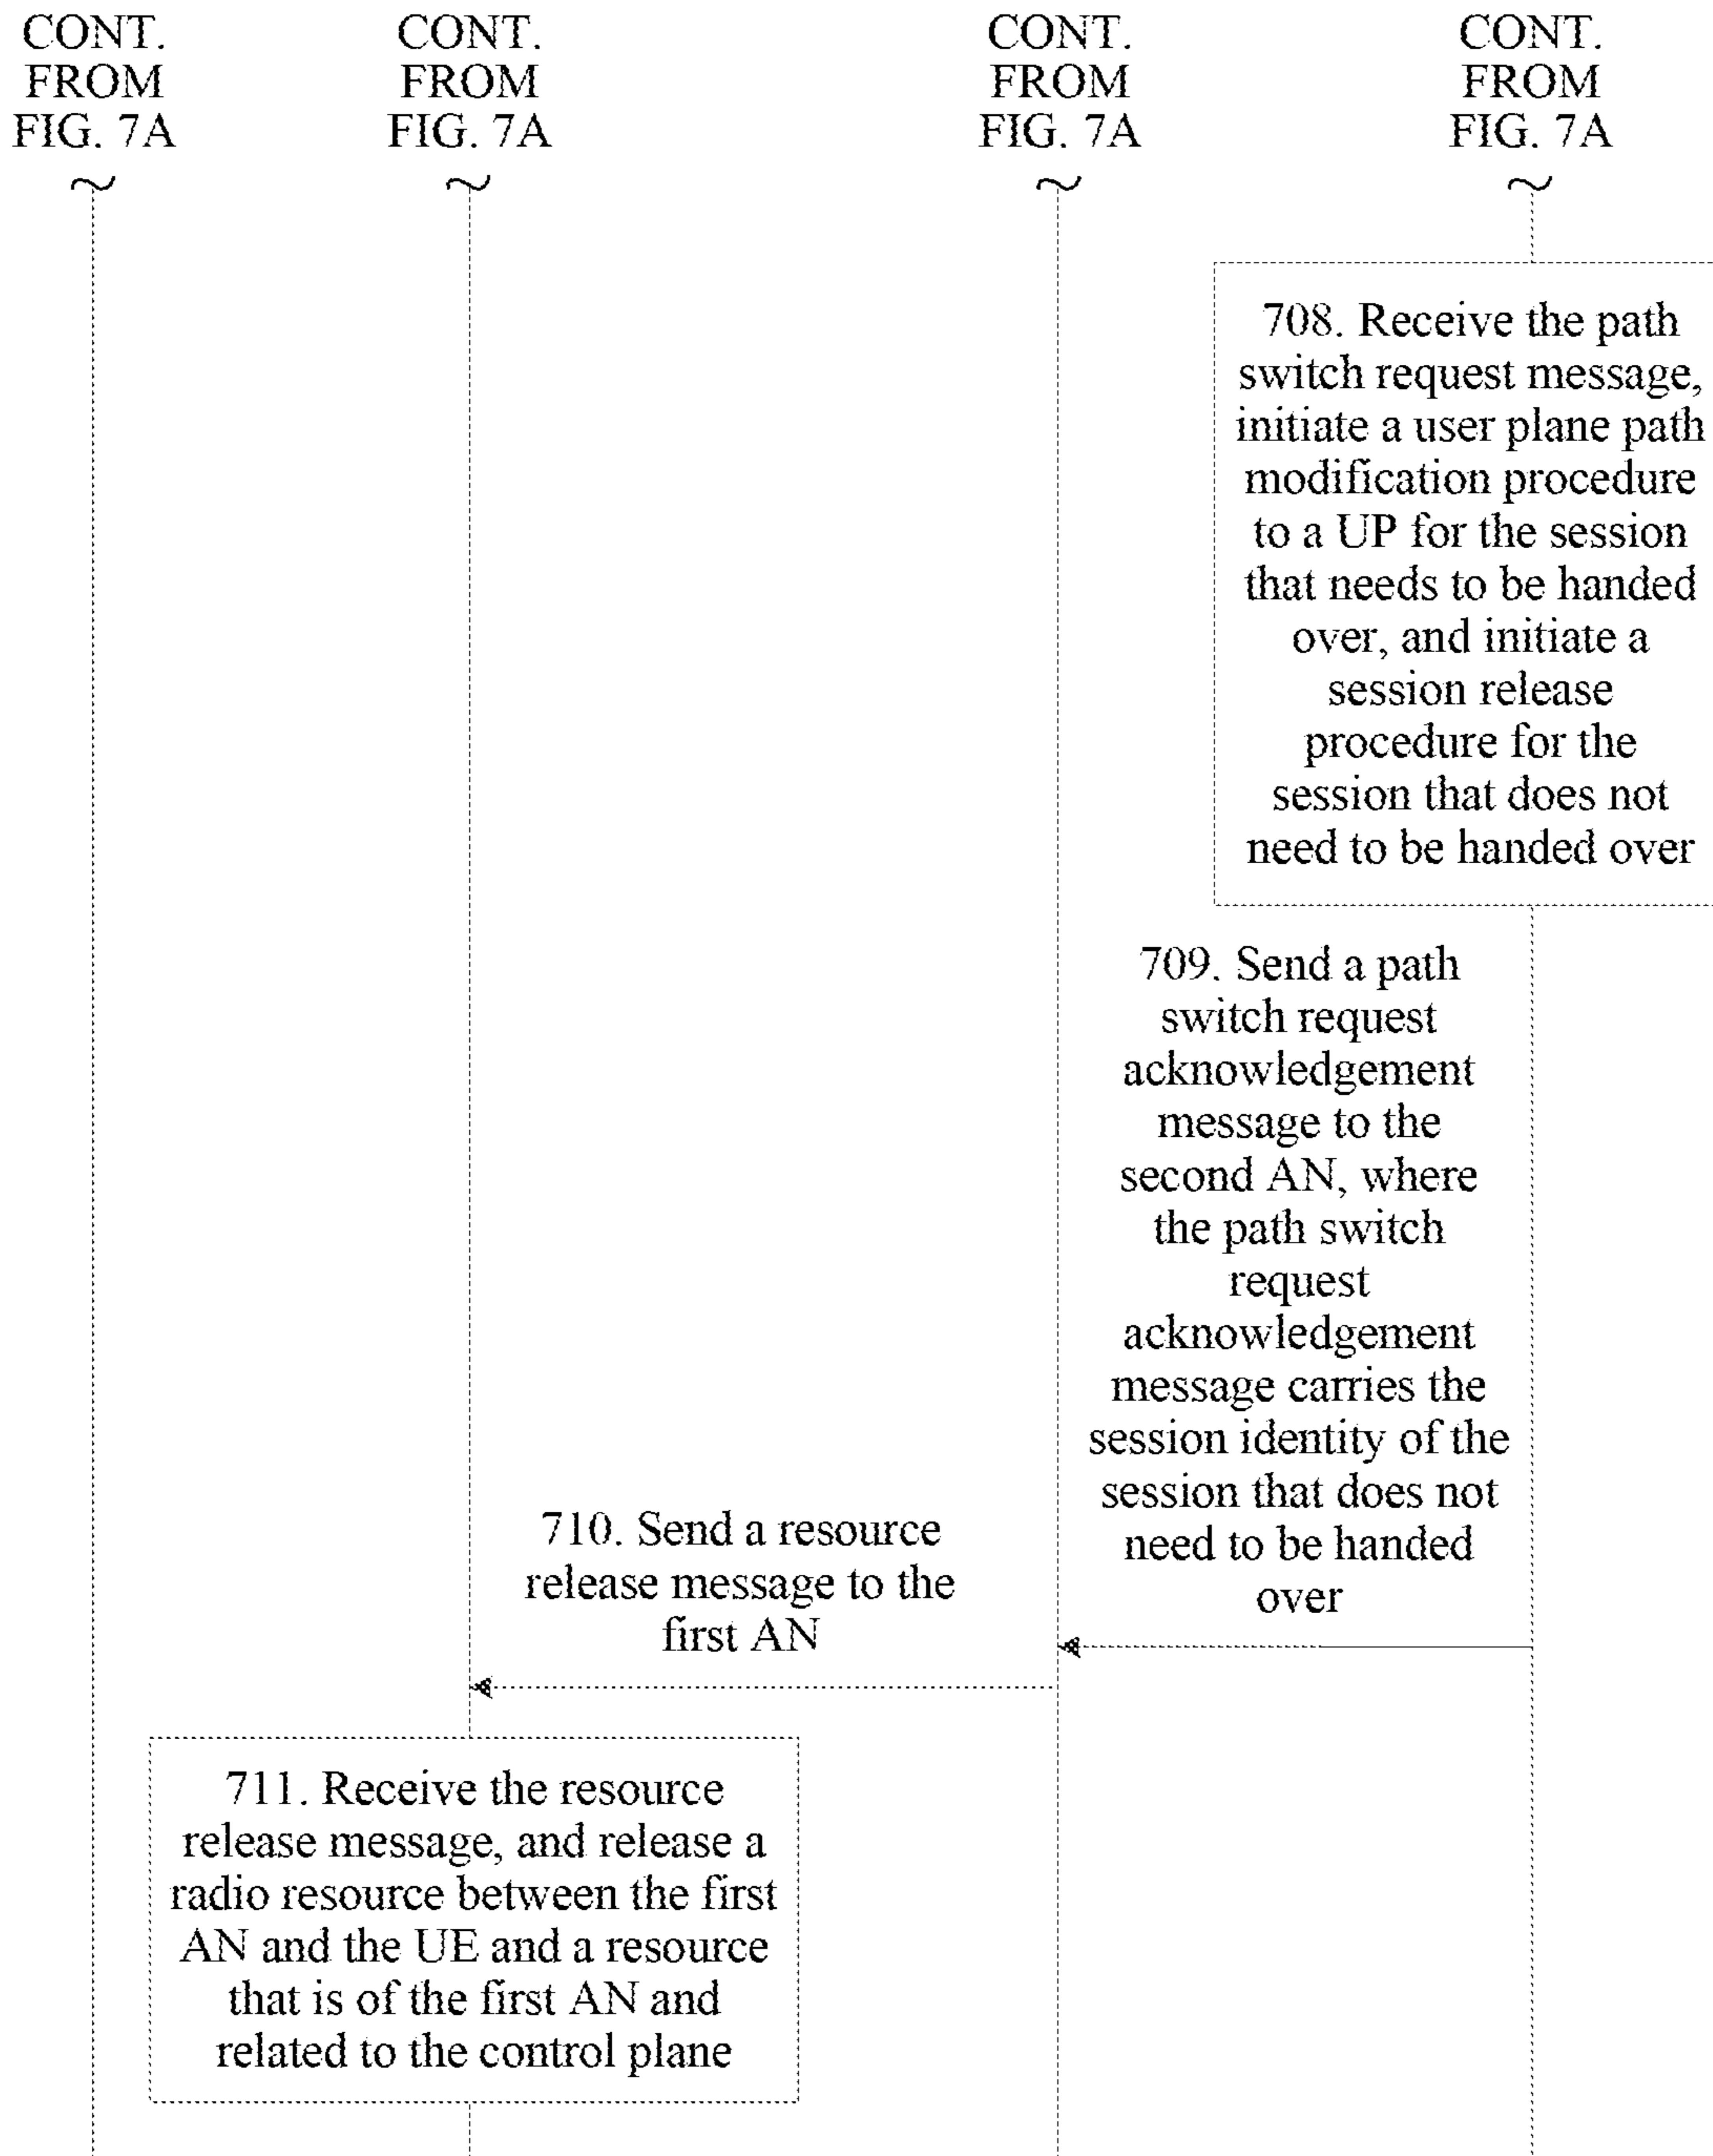 CONT.
FROM
FIG. 7A
CONT.
FROM
FIG. 7A
CONT.
FROM
FIG. 7A
CONT.
FROM
FIG. 7A
708. Receive the path
switch request message,
initiate a user plane path
modification procedure
to a UP for the session
that needs to be handed
over, and initiate a
session release
procedure for the
session that does not
need to be handed over
709. Send a path
switch request
acknowledgement
message to the
second AN, where
the path switch
request
acknowledgement
message carries the
session identity of the
session that does not
need to be handed
over
710. Send a resource
release message to the
first AN
711. Receive the resource
release message, and release a
radio resource between the first
AN and the UE and a resource
that is of the first AN and
related to the control plane